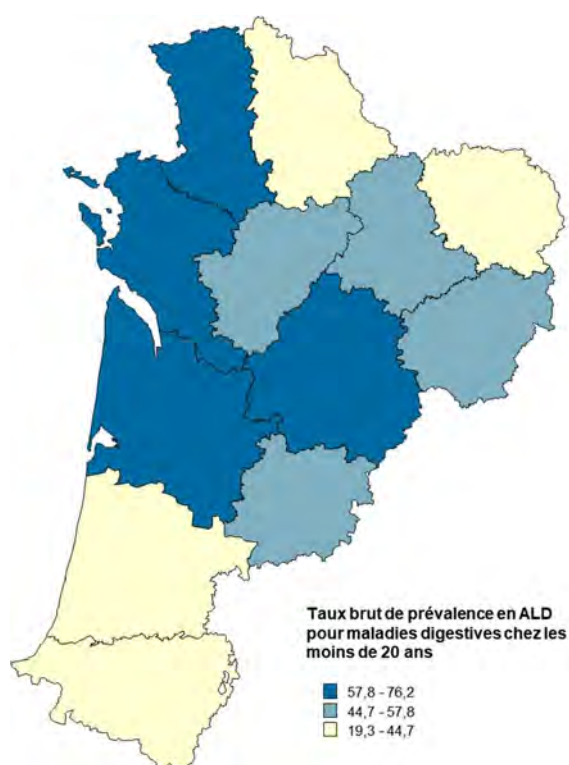 Taux brut de prévalence en ALD
pour maladies digestives chez les
moins de 20 ans
57,8 - 76,2
44,7 - 57,8
19,3 - 44,7